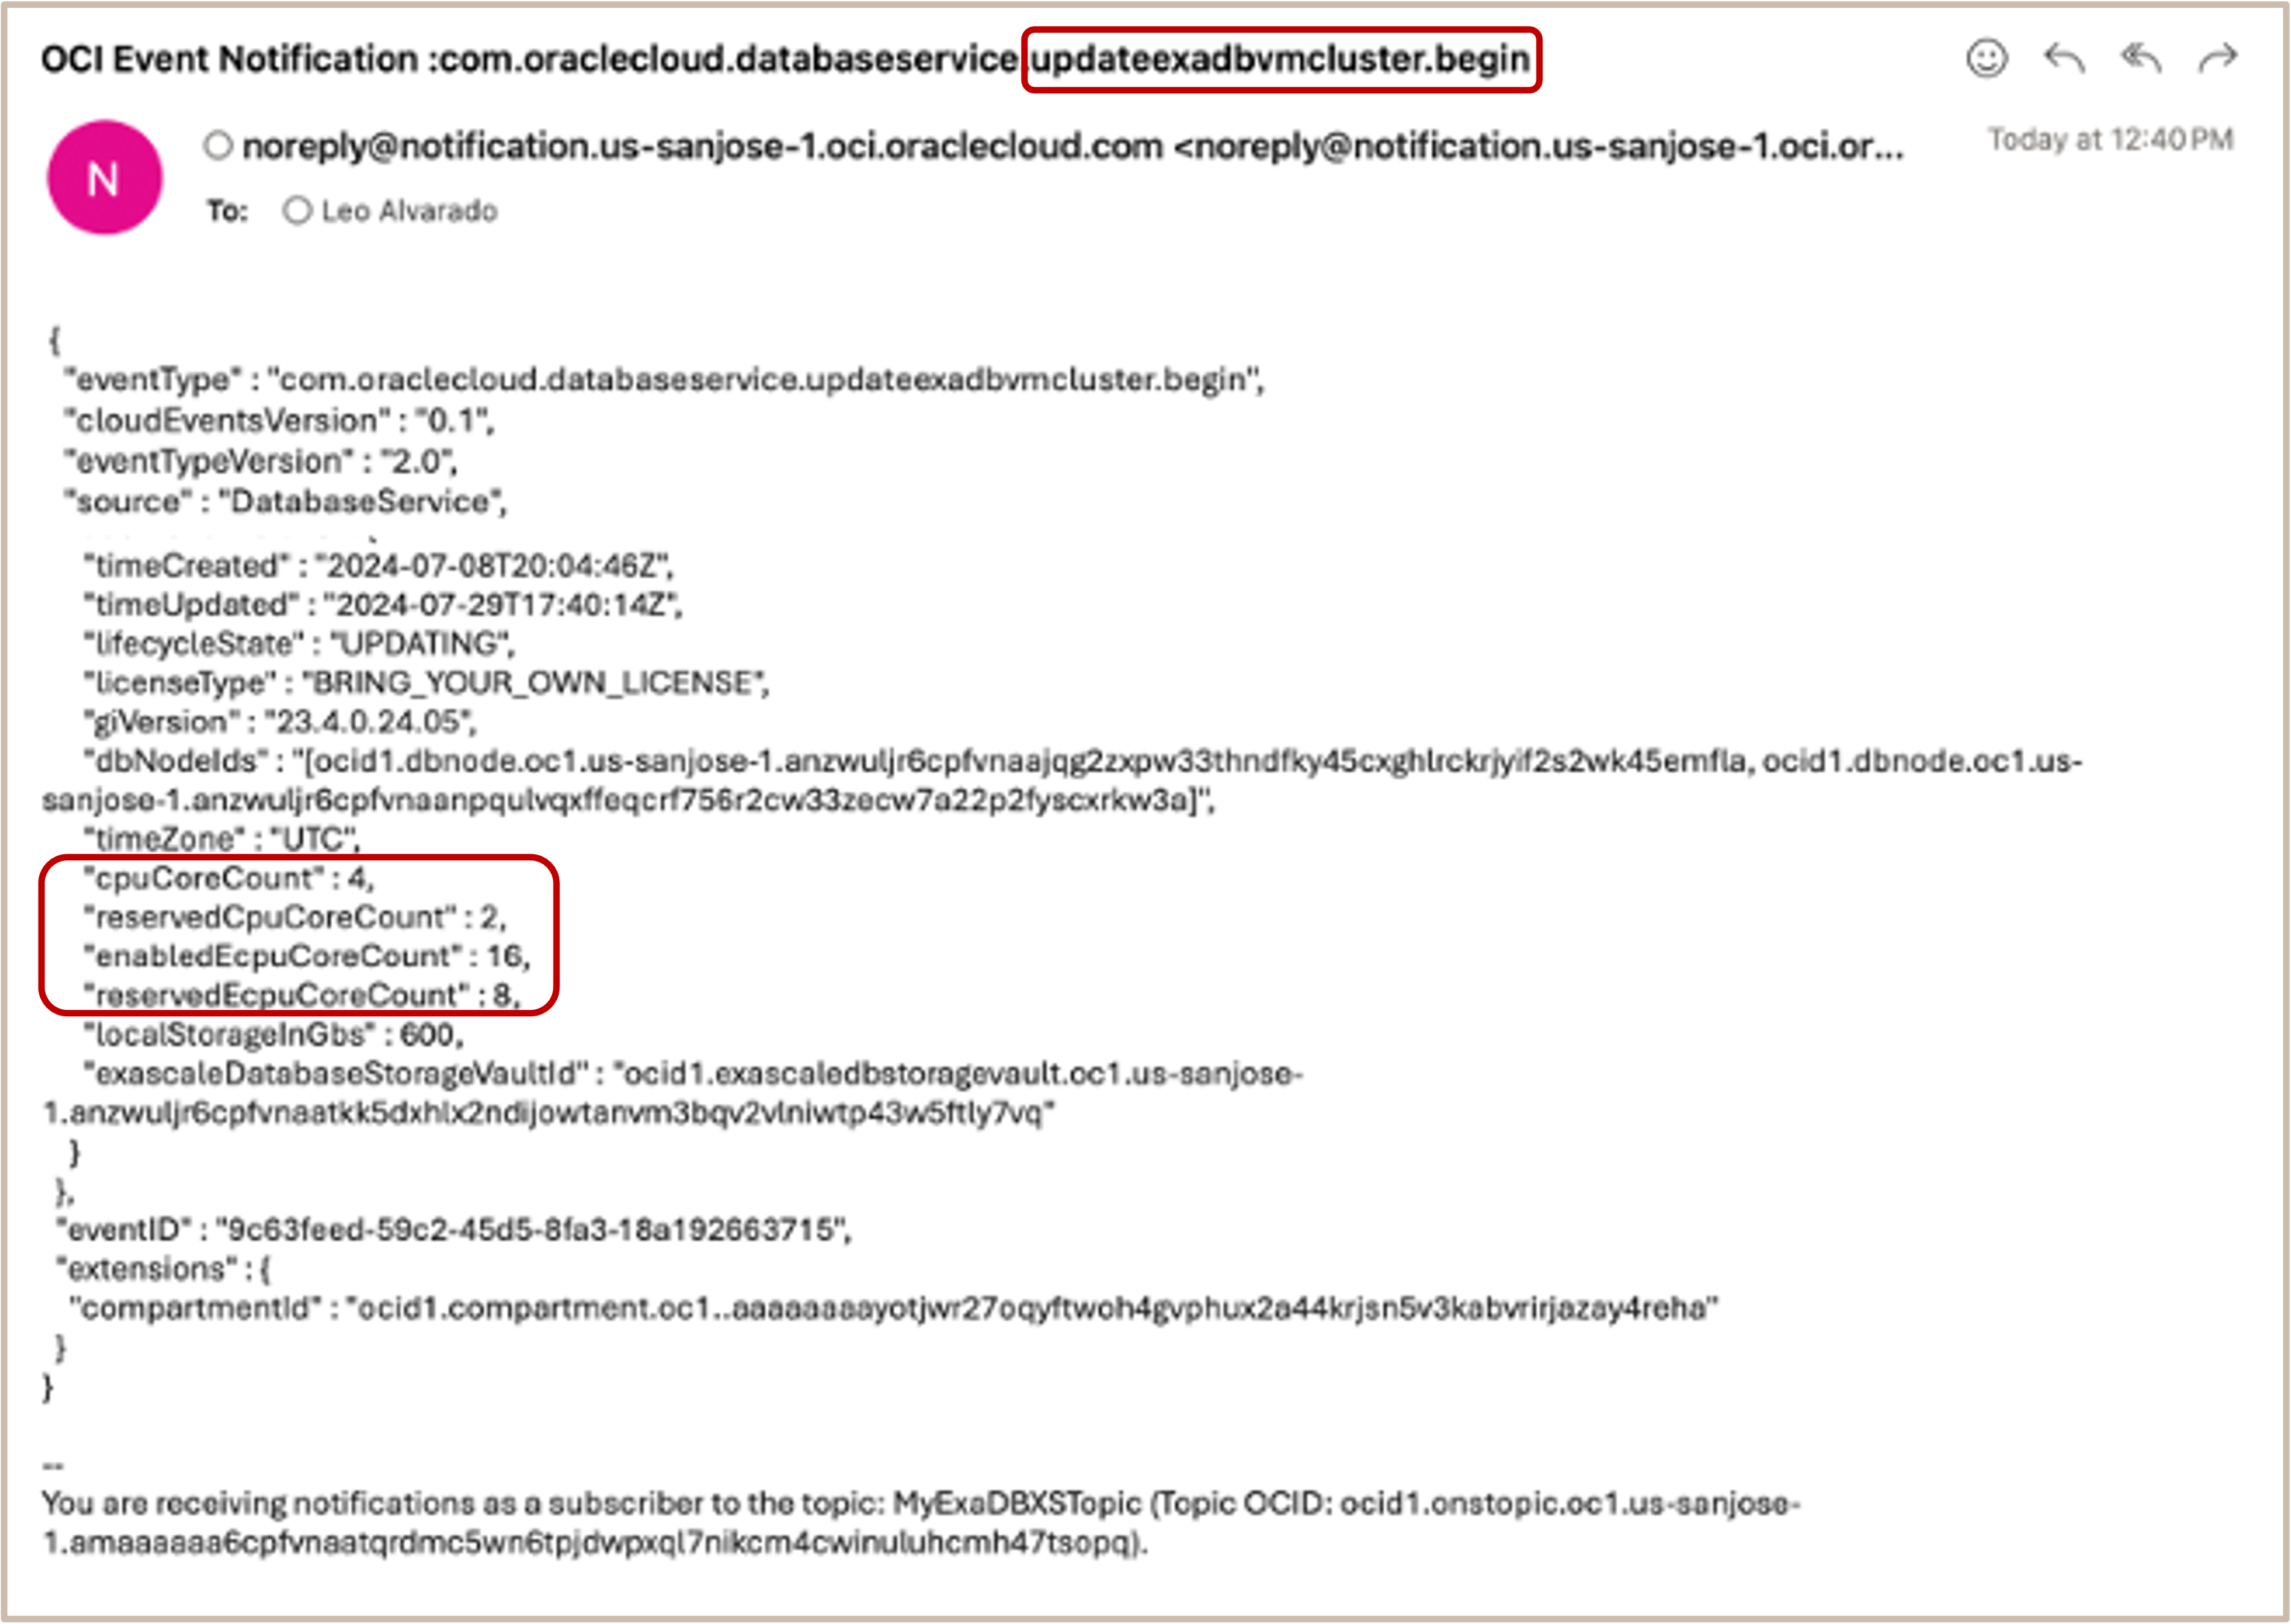 OCI Event Notification :com.oraclecloud.databaseservice.updateexadbvmcluster.begin
N
noreply@notification.us-sanjose-1.oci.oraclecloud.com <noreply@notification.us-sanjose-1.oci.or...
Today at 12:40 PM
To: Leo Alvarado
{
"eventType" : "com.oraclecloud.databaseservice.updateexadbvmcluster.begin",
"cloudEventsVersion" : "0.1",
"eventTypeVersion" : "2.0",
"source" : "DatabaseService",
"timeCreated" : "2024-07-08T20:04:46Z",
"timeUpdated" : "2024-07-29T17:40:14Z",
"lifecycleState" : "UPDATING",
"licenseType" : "BRING_YOUR_OWN_LICENSE",
"giVersion" : "23.4.0.24.05",
"dbNodeIds" : "[ocid1.dbnode.oc1.us-sanjose-1.anzwuljr6cpfvnaajqg2zxpw33thndfky45cxghlrckrjyif2s2wk45emfla, ocid1.dbnode.oc1.us-
sanjose-1.anzwuljr6cpfvnaanpqulvqxffeqcrf756r2cw33zecw7a22p2fyscxrkw3a]",
"timeZone" : "UTC",
"cpuCoreCount" : 4,
"reservedCpuCoreCount" : 2,
"enabledEcpuCoreCount" : 16,
"reservedEcpuCoreCount" : 8,
"localStorageInGbs" : 600,
"exascaleDatabaseStorageVaultId" : "ocid1.exascaledbstoragevault.oc1.us-sanjose-
1.anzwuljr6cpfvnaatkk5dxhlx2ndijowtanvm3bqv2vlniwtp43w5ftly7vq"
}
},
"eventID" : "9c63feed-59c2-45d5-8fa3-18a192663715",
"extensions" : {
"compartmentId" : "ocid1.compartment.oc1..aaaaaaaayotjwr27oqyftwoh4gvphux2a44krjsn5v3kabvrirjazay4reha"
}
}
--
You are receiving notifications as a subscriber to the topic: MyExaDBXSTopic (Topic OCID: ocid1.onstopic.oc1.us-sanjose-
1.amaaaaaa6cpfvnaatqrdmc5wn6tpjdwpxql7nikcm4cwinuluhcmh47tsopq).